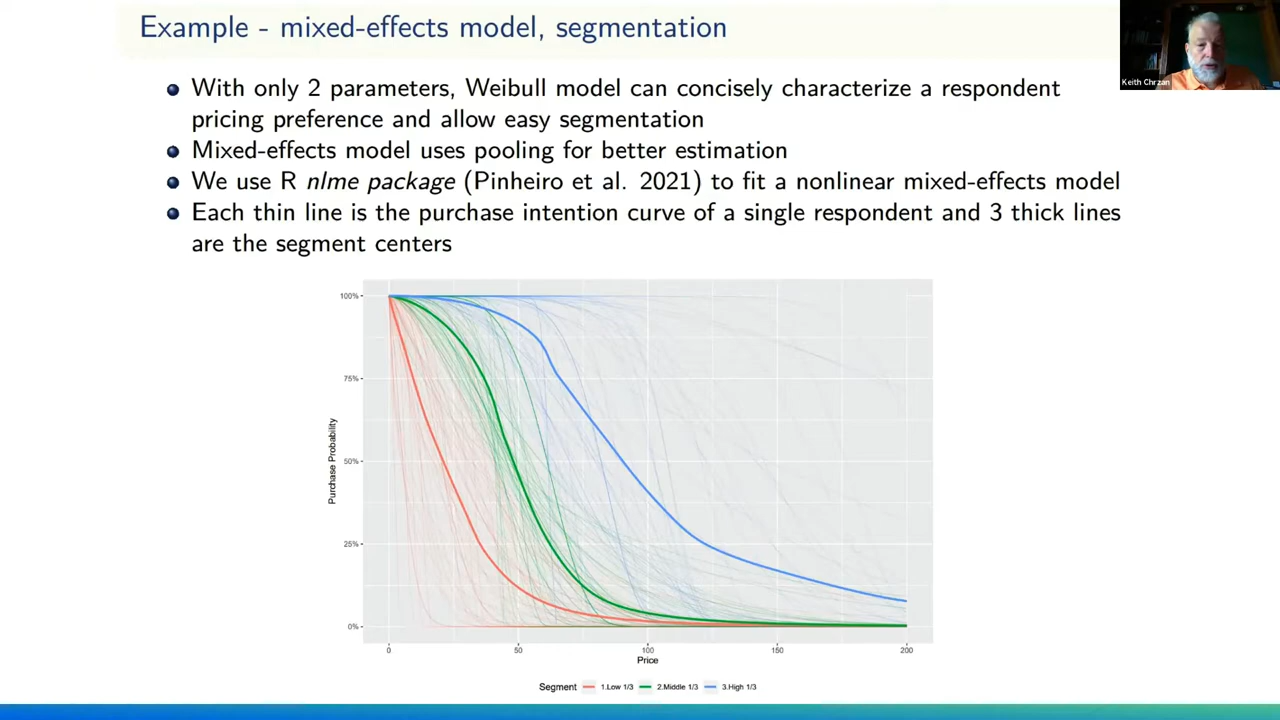 Example - mixed-effects model, segmentation
Keith Chrzan
With only 2 parameters, Weibull model can concisely characterize a respondent
pricing preference and allow easy segmentation
Mixed-effects model uses pooling for better estimation
We use R nlme package (Pinheiro et al. 2021) to fit a nonlinear mixed-effects model
Each thin line is the purchase intention curve of a single respondent and 3 thick lines
are the segment centers
100%
75%
50%
25%
0%
Purchase Probability
0 50 100 150 200
Price
Segment 1.Low 1/3 2.Middle 1/3 3.High 1/3